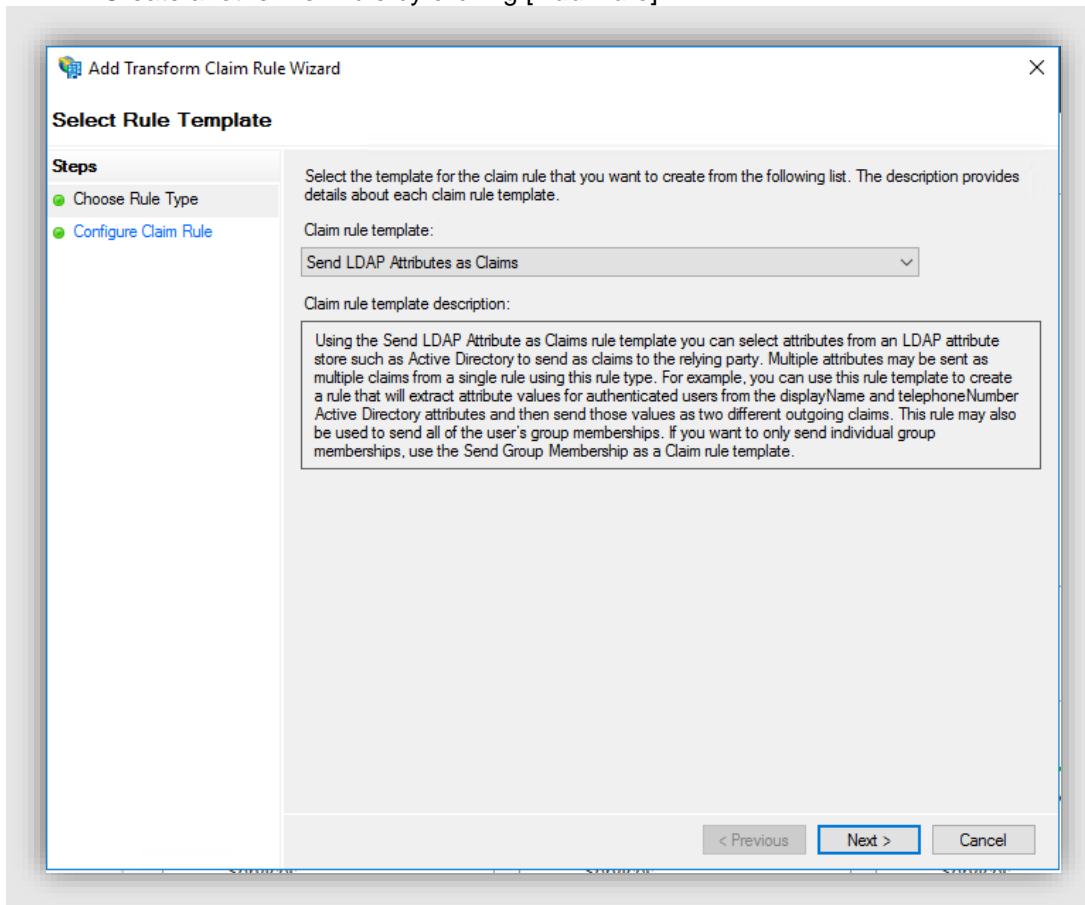 Add Transform Claim Rule Wizard
Select Rule Template
Steps
Choose Rule Type
Configure Claim Rule
Select the template for the claim rule that you want to create from the following list. The description provides
details about each claim rule template.
Claim rule template:
Send LDAP Attributes as Claims
Claim rule template description:
Using the Send LDAP Attribute as Claims rule template you can select attributes from an LDAP attribute
store such as Active Directory to send as claims to the relying party. Multiple attributes may be sent as
multiple claims from a single rule using this rule type. For example, you can use this rule template to create
a rule that will extract attribute values for authenticated users from the displayName and telephoneNumber
Active Directory attributes and then send those values as two different outgoing claims. This rule may also
be used to send all of the user's group memberships. If you want to only send individual group
memberships, use the Send Group Membership as a Claim rule template.
< Previous
Next >
Cancel